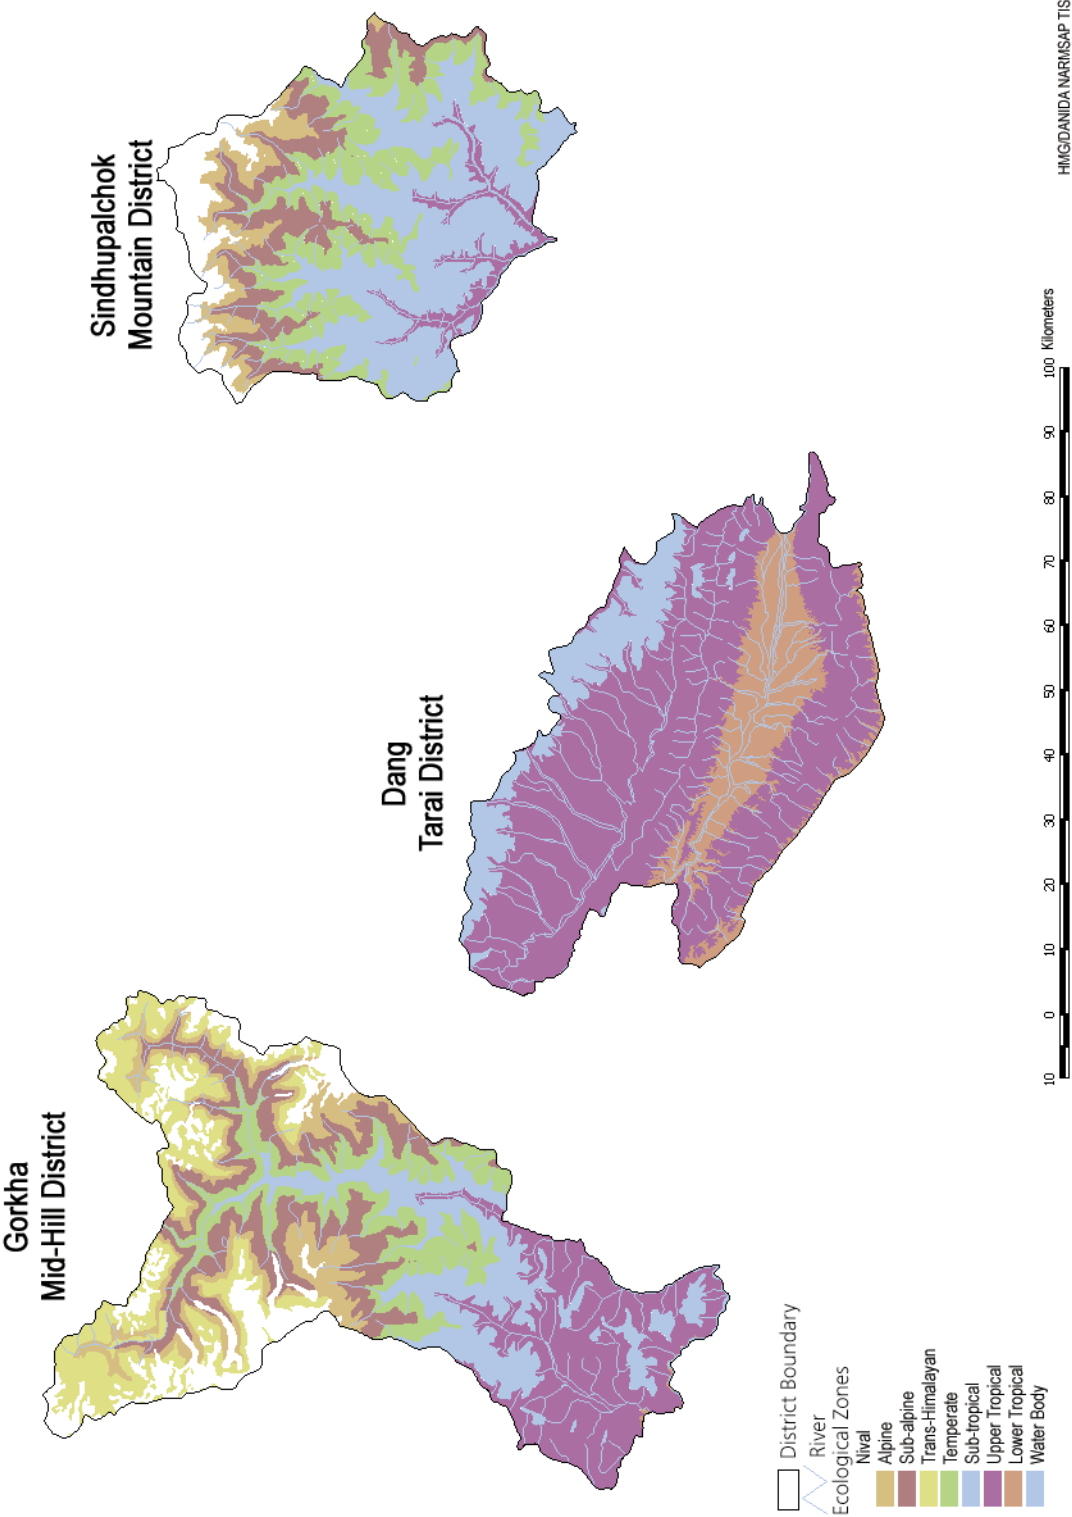 Gorkha
Mid-Hill District
Dang
Tarai District
Sindhupalchok
Mountain District
District Boundary
River
Ecological Zones
Nival
Alpine
Sub-alpine
Trans-Himalayan
Temperate
Sub-tropical
Upper Tropical
Lower Tropical
Water Body
10 0 10 20 30 40 50 60 70 80 90 100 Kilometers
HMG/DANIDA NARMSAP TIS